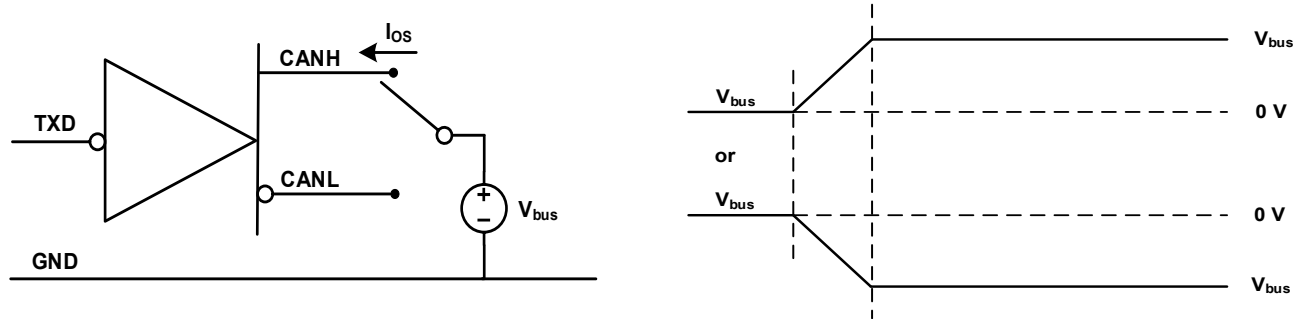 I_OS
CANH
TXD
CANL
+
-
V_bus
GND
V_bus
V_bus
0 V
or
V_bus
0 V
V_bus